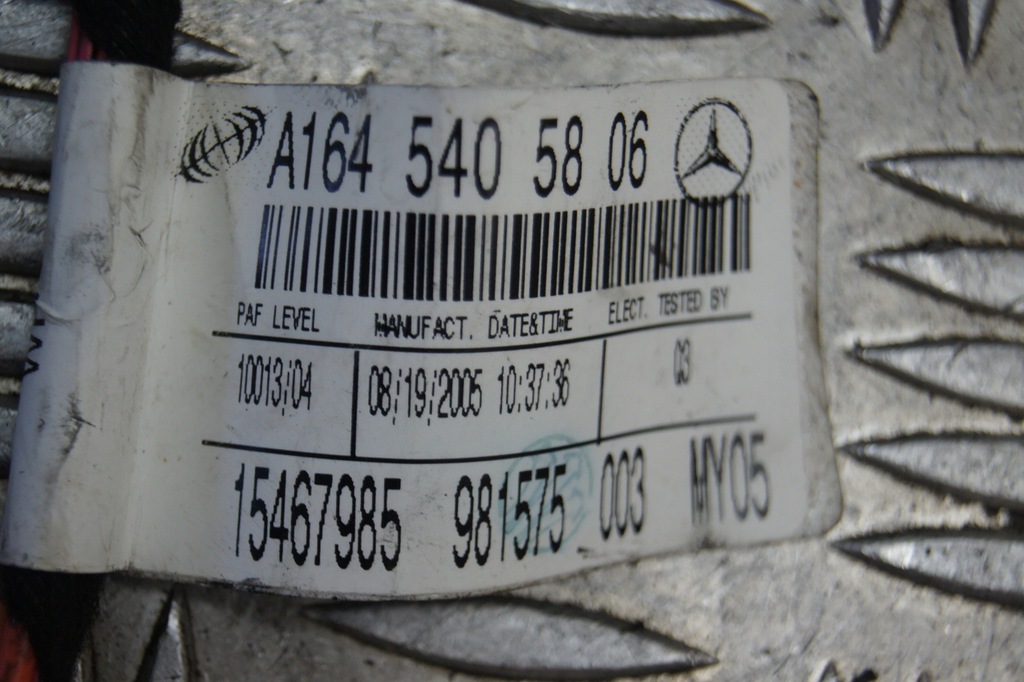 A164 540 58 06
PAF LEVEL MANUFACT. DATE&TIME ELECT. TESTED BY
10013/04 08/19/2005 10:37:36 03
15467985 981575 003 MY05